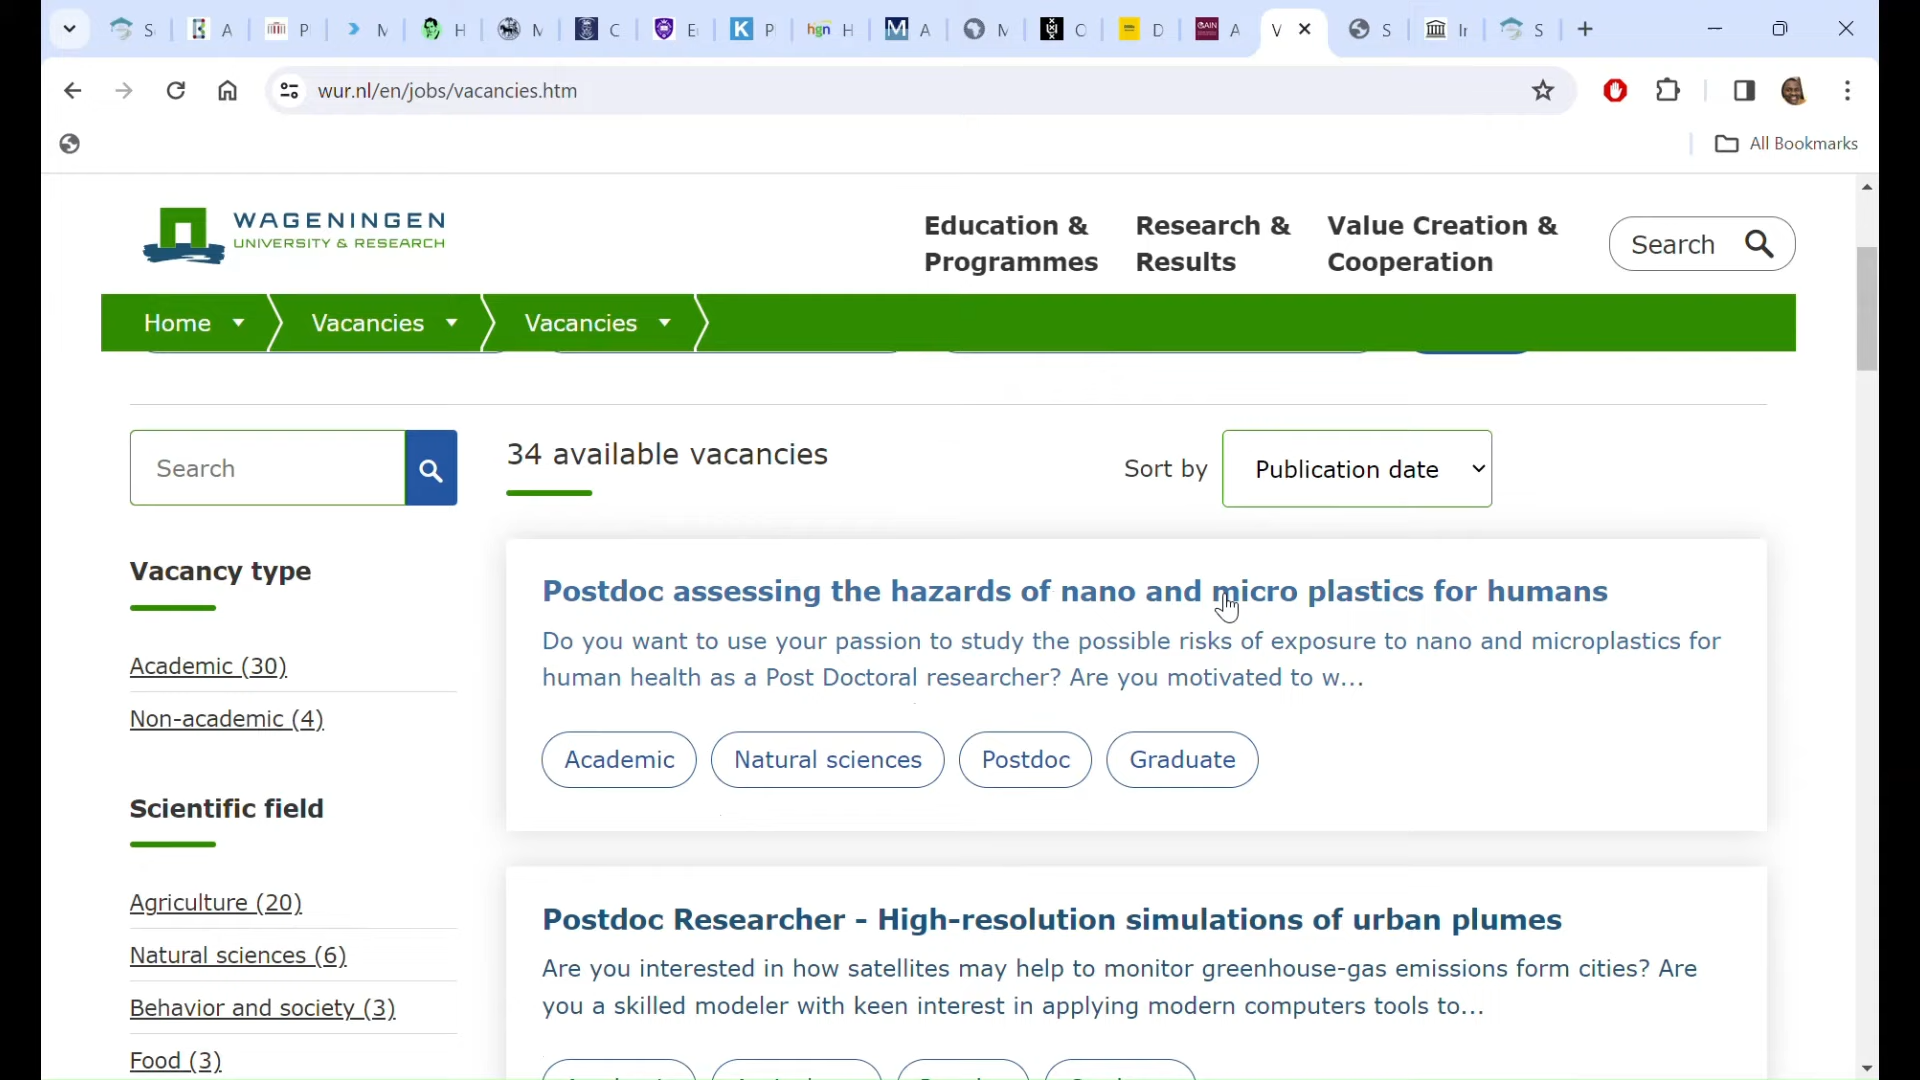 S A P M H M C E P H A M C D A V S Ir S
wur.nl/en/jobs/vacancies.htm
All Bookmarks
WAGENINGEN
UNIVERSITY & RESEARCH
Education &
Programmes
Research &
Results
Value Creation &
Cooperation
Search
Home Vacancies Vacancies
Search
34 available vacancies
Sort by Publication date
Vacancy type
Academic (30)
Non-academic (4)
Scientific field
Agriculture (20)
Natural sciences (6)
Behavior and society (3)
Food (3)
Postdoc assessing the hazards of nano and micro plastics for humans
Do you want to use your passion to study the possible risks of exposure to nano and microplastics for
human health as a Post Doctoral researcher? Are you motivated to w...
Academic Natural sciences Postdoc Graduate
Postdoc Researcher - High-resolution simulations of urban plumes
Are you interested in how satellites may help to monitor greenhouse-gas emissions form cities? Are
you a skilled modeler with keen interest in applying modern computers tools to...